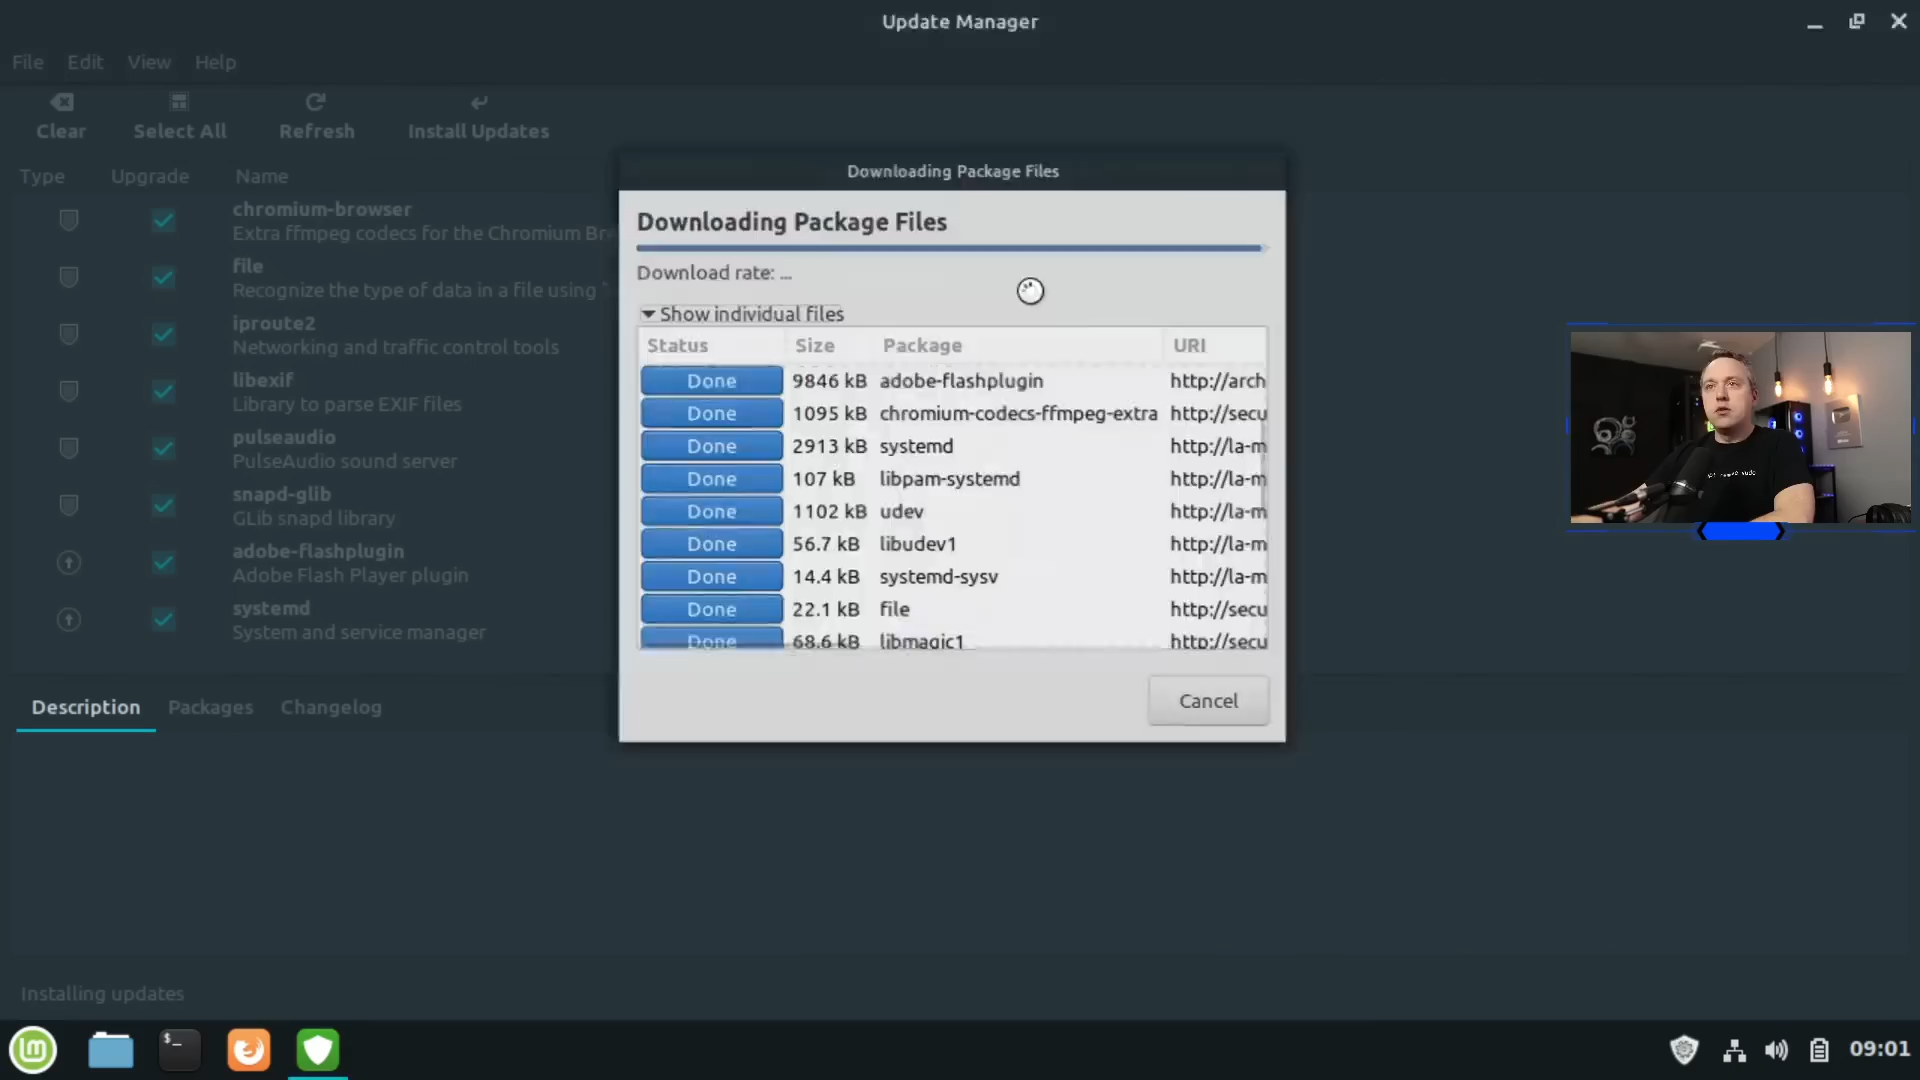 Update Manager
File Edit View Help
Clear Select All Refresh Install Updates
Type Upgrade Name
chromium-browser
Extra ffmpeg codecs for the Chromium Br
file
Recognize the type of data in a file using "
iproute2
Networking and traffic control tools
libexif
Library to parse EXIF files
pulseaudio
PulseAudio sound server
snapd-glib
GLib snapd library
adobe-flashplugin
Adobe Flash Player plugin
systemd
System and service manager
Downloading Package Files
Downloading Package Files
Download rate: ...
Show individual files
Status Size Package URI
Done 9846 kB adobe-flashplugin http://arch
Done 1095 kB chromium-codecs-ffmpeg-extra http://secu
Done 2913 kB systemd http://la-m
Done 107 kB libpam-systemd http://la-m
Done 1102 kB udev http://la-m
Done 56.7 kB libudev1 http://la-m
Done 14.4 kB systemd-sysv http://la-m
Done 22.1 kB file http://secu
Done 68.6 kB libmagic1 http://secu
Cancel
Description Packages Changelog
Installing updates
$_
09:01